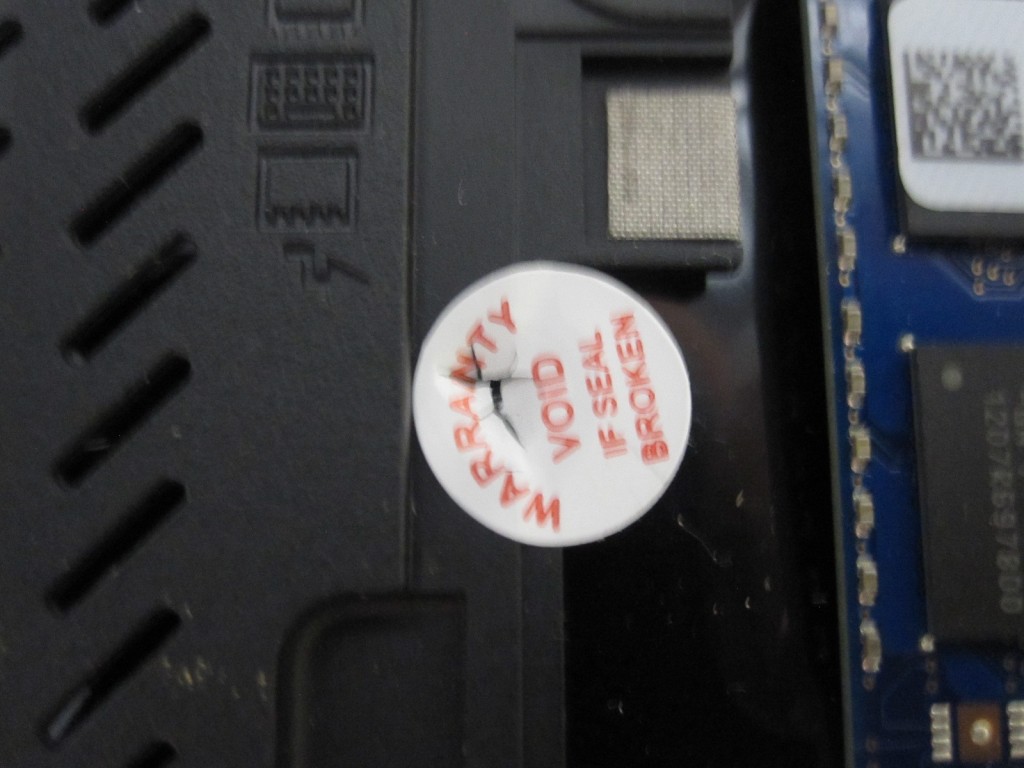 WARRANTY
VOID
IF SEAL
BROKEN